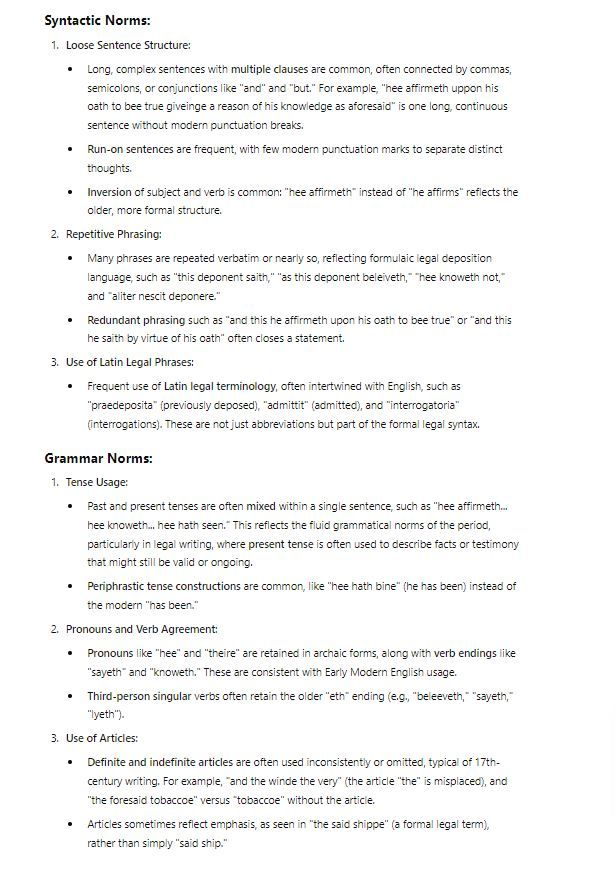 Syntactic Norms:
1. Loose Sentence Structure:
• Long, complex sentences with multiple clauses are common, often connected by commas,
semicolons, or conjunctions like "and" and "but." For example, "hee affirmeth uppon his
oath to bee true giveinge a reason of his knowledge as aforesaid" is one long, continuous
sentence without modern punctuation breaks.
• Run-on sentences are frequent, with few modern punctuation marks to separate distinct
thoughts.
• Inversion of subject and verb is common: "hee affirmeth" instead of "he affirms" reflects the
older, more formal structure.
2. Repetitive Phrasing:
• Many phrases are repeated verbatim or nearly so, reflecting formulaic legal deposition
language, such as "this deponent saith," "as this deponent beleiveth," "hee knoweth not,"
and "aliter nescit deponere."
• Redundant phrasing such as "and this he affirmeth upon his oath to bee true" or "and this
he saith by virtue of his oath" often closes a statement.
3. Use of Latin Legal Phrases:
• Frequent use of Latin legal terminology, often intertwined with English, such as
"praedeposita" (previously deposed), "admittit" (admitted), and "interrogatoria"
(interrogations). These are not just abbreviations but part of the formal legal syntax.
Grammar Norms:
1. Tense Usage:
• Past and present tenses are often mixed within a single sentence, such as "hee affirmeth...
hee knoweth... hee hath seen." This reflects the fluid grammatical norms of the period,
particularly in legal writing, where present tense is often used to describe facts or testimony
that might still be valid or ongoing.
• Periphrastic tense constructions are common, like "hee hath bine" (he has been) instead of
the modern "has been."
2. Pronouns and Verb Agreement:
• Pronouns like "hee" and "theire" are retained in archaic forms, along with verb endings like
"sayeth" and "knoweth." These are consistent with Early Modern English usage.
• Third-person singular verbs often retain the older "eth" ending (e.g., "beleeveth," "sayeth,"
"lyeth").
3. Use of Articles:
• Definite and indefinite articles are often used inconsistently or omitted, typical of 17th-
century writing. For example, "and the winde the very" (the article "the" is misplaced), and
"the foresaid tobaccoe" versus "tobaccoe" without the article.
• Articles sometimes reflect emphasis, as seen in "the said shippe" (a formal legal term),
rather than simply "said ship."